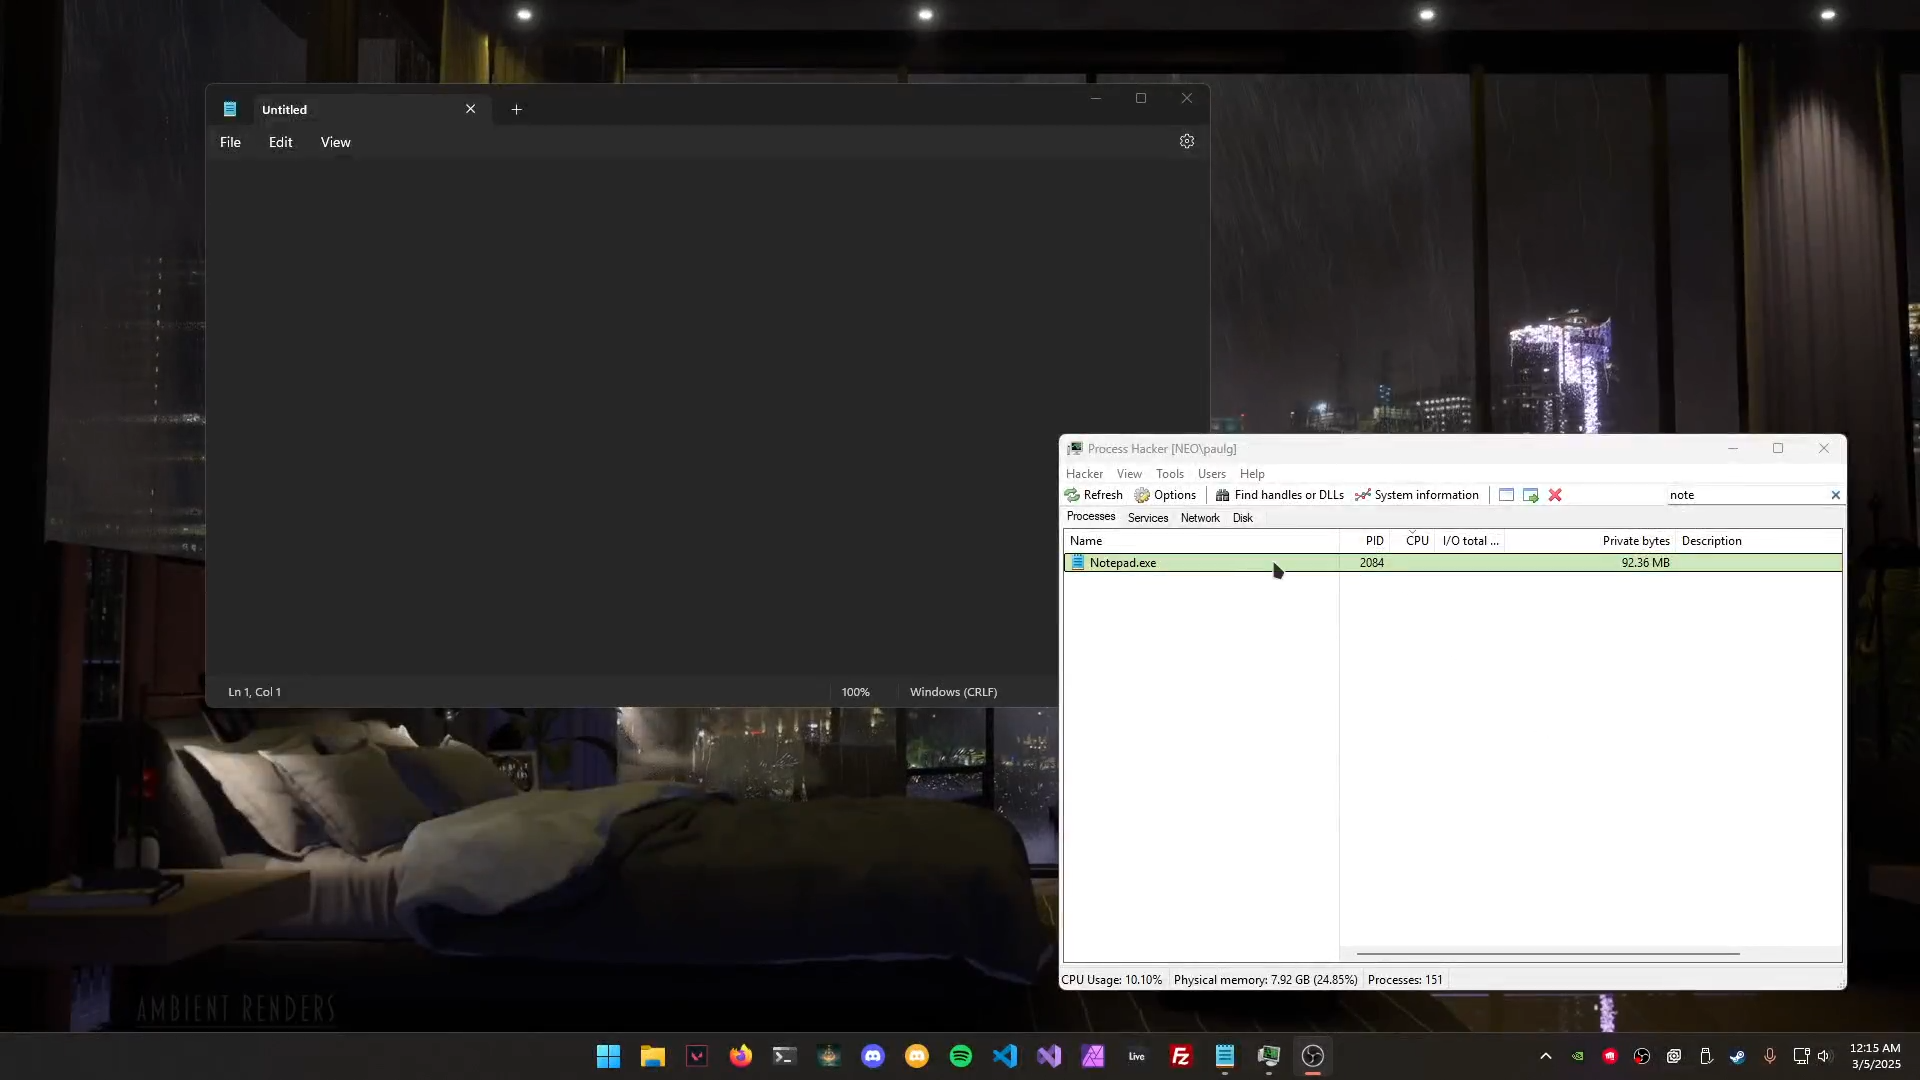 Untitled
File Edit View
Ln 1, Col 1 100% Windows (CRLF)
Process Hacker [NEO\paulg]
Hacker View Tools Users Help
Refresh Options Find handles or DLLs System information note
Processes Services Network Disk
Name PID CPU I/O total ... Private bytes Description
Notepad.exe 2084 92.36 MB
CPU Usage: 10.10% Physical memory: 7.92 GB (24.85%) Processes: 151
AMBIENT RENDERS
Live
Fz
12:15 AM
3/5/2025